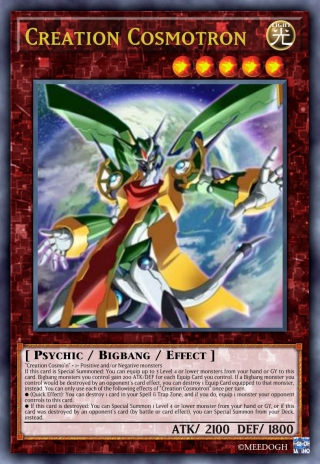 CREATION COSMOTRON
LIGHT
光
[ PSYCHIC / BIGBANG / EFFECT ]
"Creation Cosmo'n" + 1+ Positive and/or Negative monsters
If this card is Special Summoned: You can equip up to 1 Level 4 or lower monsters from your hand or GY to this
card. Bigbang monsters you control gain 200 ATK/DEF for each Equip Card you control. If a Bigbang monster you
control would be destroyed by an opponent's card effect, you can destroy 1 Equip Card equipped to that monster,
instead. You can only use each of the following effects of "Creation Cosmotron" once per turn.
● (Quick Effect): You can destroy 1 card in your Spell & Trap Zone, and if you do, equip 1 monster your opponent
controls to this card.
● If this card is destroyed: You can Special Summon 1 Level 4 or lower monster from your hand or GY, or if this
card was destroyed by an opponent's card (by battle or card effect), you can Special Summon from your Deck,
instead.
ATK/ 2100 DEF/ 1800
©MEEDOGH